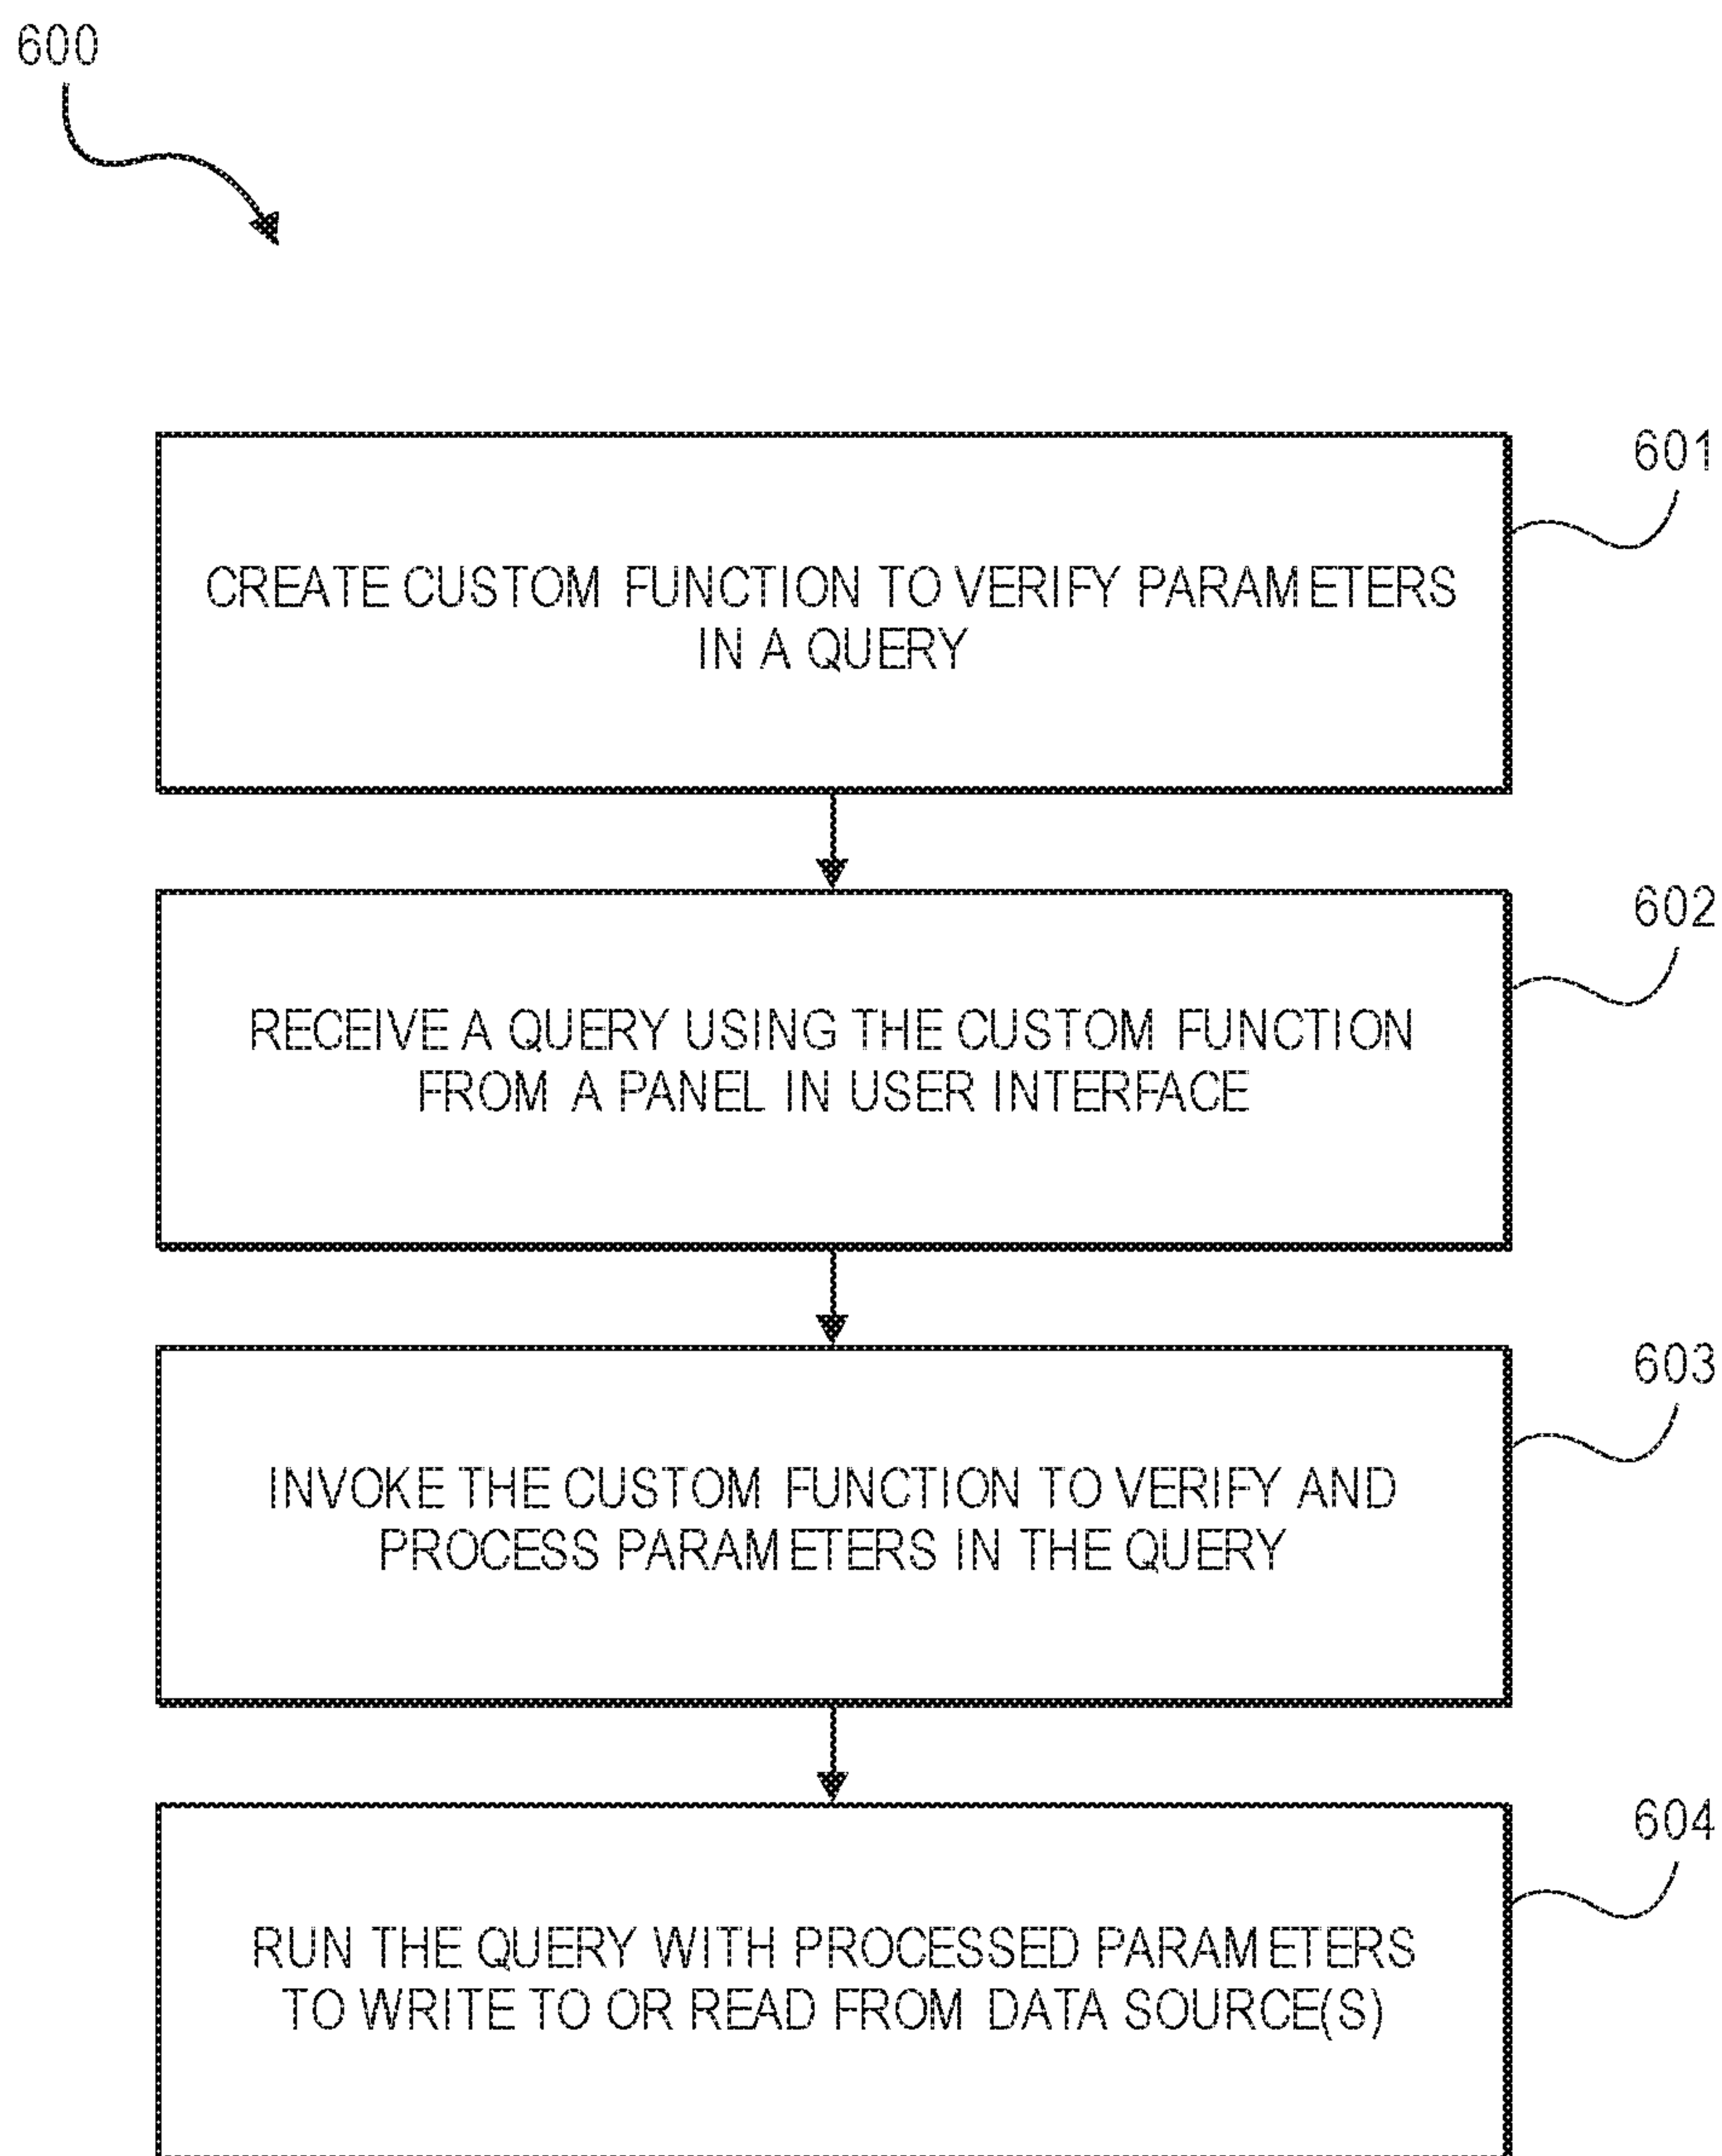 600
601
CREATE CUSTOM FUNCTION TO VERIFY PARAMETERS
IN A QUERY
602
RECEIVE A QUERY USING THE CUSTOM FUNCTION
FROM A PANEL IN USER INTERFACE
603
INVOKE THE CUSTOM FUNCTION TO VERIFY AND
PROCESS PARAMETERS IN THE QUERY
604
RUN THE QUERY WITH PROCESSED PARAMETERS
TO WRITE TO OR READ FROM DATA SOURCE(S)